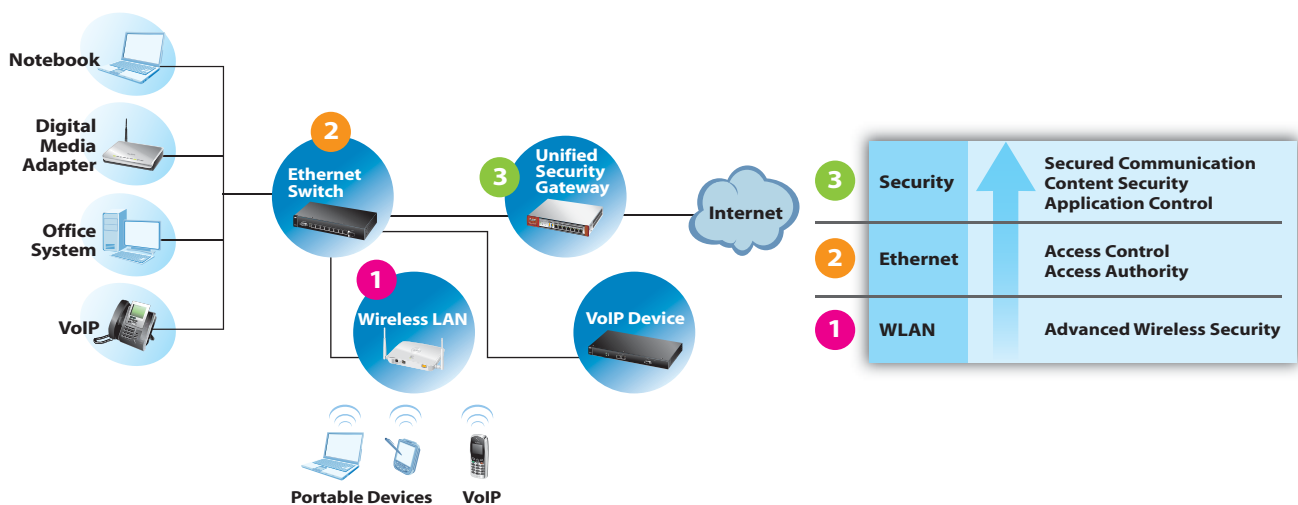 Notebook
Digital
Media
Adapter
Office
System
VoIP
2
Ethernet
Switch
3
Unified
Security
Gateway
Internet
1
Wireless LAN
VoIP Device
Portable Devices
VoIP
3
Security
Secured Communication
Content Security
Application Control
2
Ethernet
Access Control
Access Authority
1
WLAN
Advanced Wireless Security